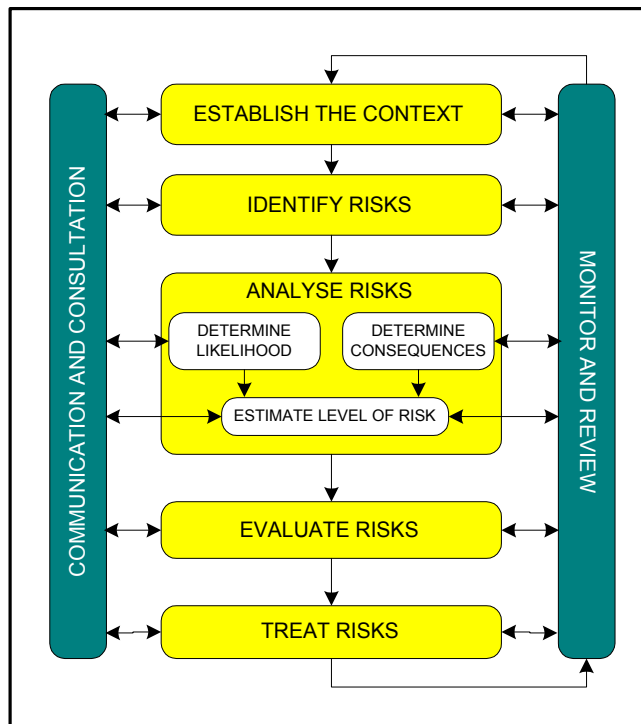 ESTABLISH THE CONTEXT
IDENTIFY RISKS
ANALYSE RISKS
DETERMINE
LIKELIHOOD
DETERMINE
CONSEQUENCES
ESTIMATE LEVEL OF RISK
EVALUATE RISKS
TREAT RISKS
COMMUNICATION AND CONSULTATION
MONITOR AND REVIEW